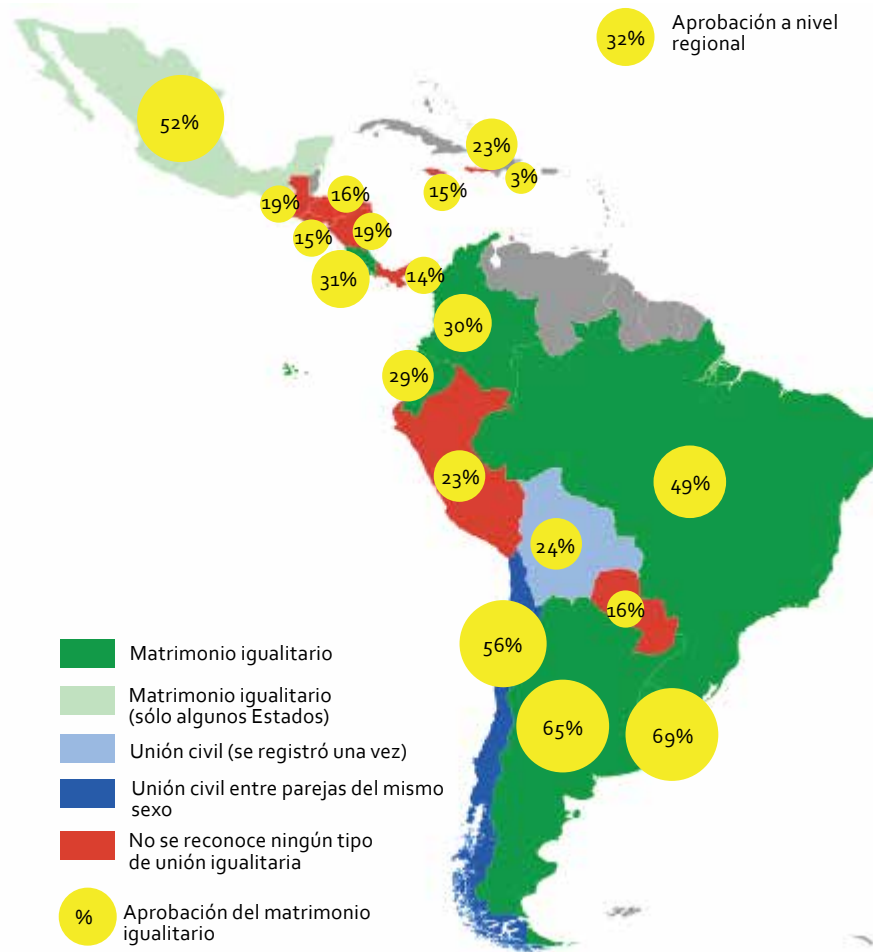 32%
Aprobación a nivel
regional
52%
23%
3%
15%
19%
16%
15%
19%
31%
14%
30%
29%
23%
49%
24%
16%
56%
65%
69%
Matrimonio igualitario
Matrimonio igualitario
(sólo algunos Estados)
Unión civil (se registró una vez)
Unión civil entre parejas del mismo
sexo
No se reconoce ningún tipo
de unión igualitaria
%
Aprobación del matrimonio
igualitario